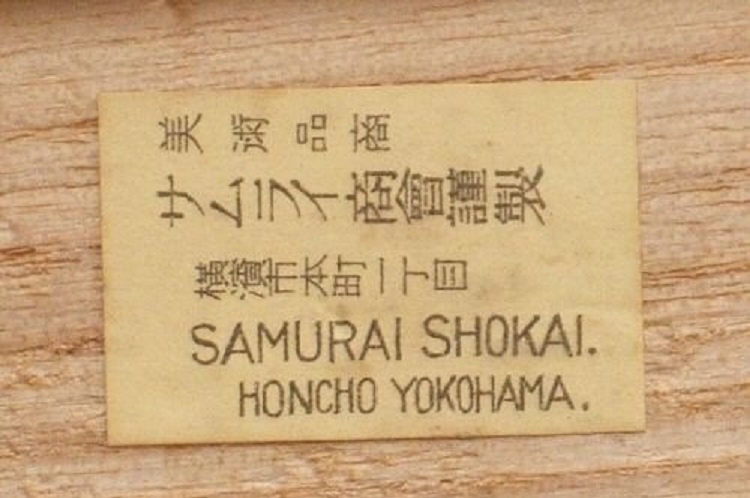 美術品商
サムライ商會謹製
横濱市本町一丁目
SAMURAI SHOKAI.
HONCHO YOKOHAMA.